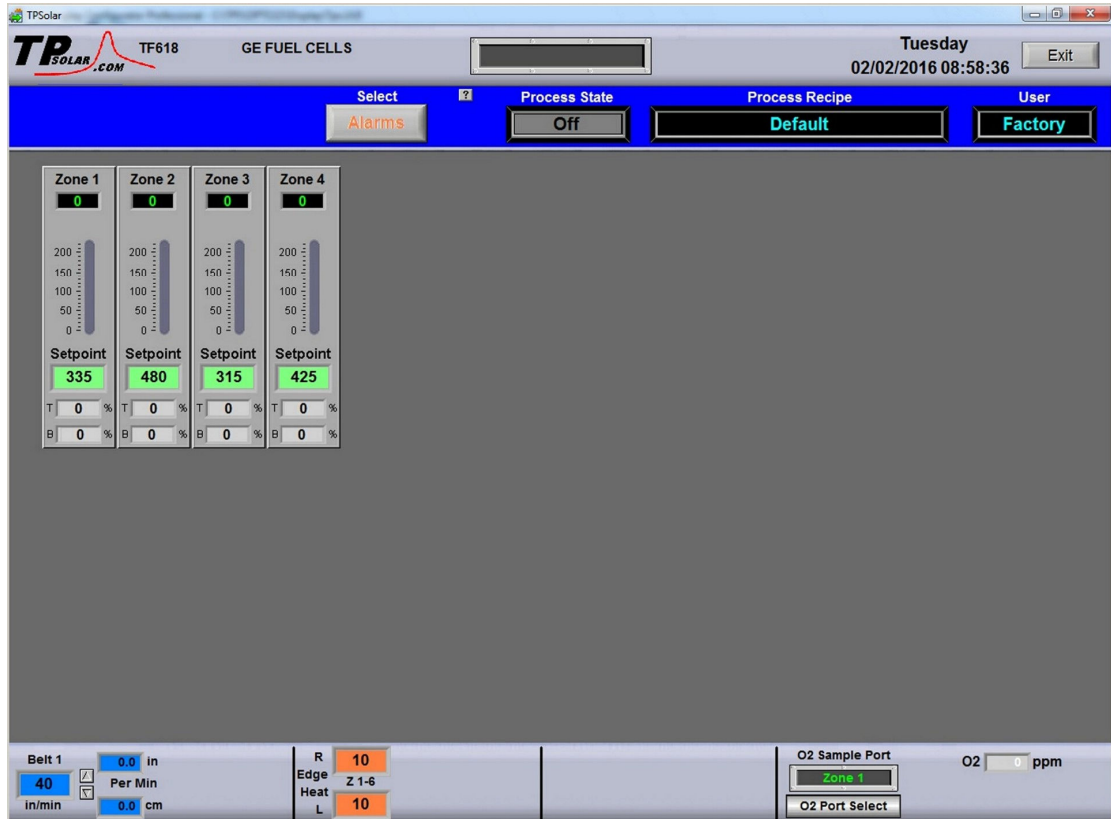 TPSolar
TPSOLAR.COM TF618 GE FUEL CELLS
Tuesday
02/02/2016 08:58:36
Exit
Select ? Process State Process Recipe User
Alarms Off Default Factory
Zone 1 Zone 2 Zone 3 Zone 4
0 0 0 0
200 200 200 200
150 150 150 150
100 100 100 100
50 50 50 50
0 0 0 0
Setpoint Setpoint Setpoint Setpoint
335 480 315 425
T 0 % T 0 % T 0 % T 0 %
B 0 % B 0 % B 0 % B 0 %
Belt 1
40
in/min
0.0 in
Per Min
0.0 cm
R 10
Edge Heat Z 1-6
L 10
O2 Sample Port
Zone 1
O2 Port Select
O2 0 ppm